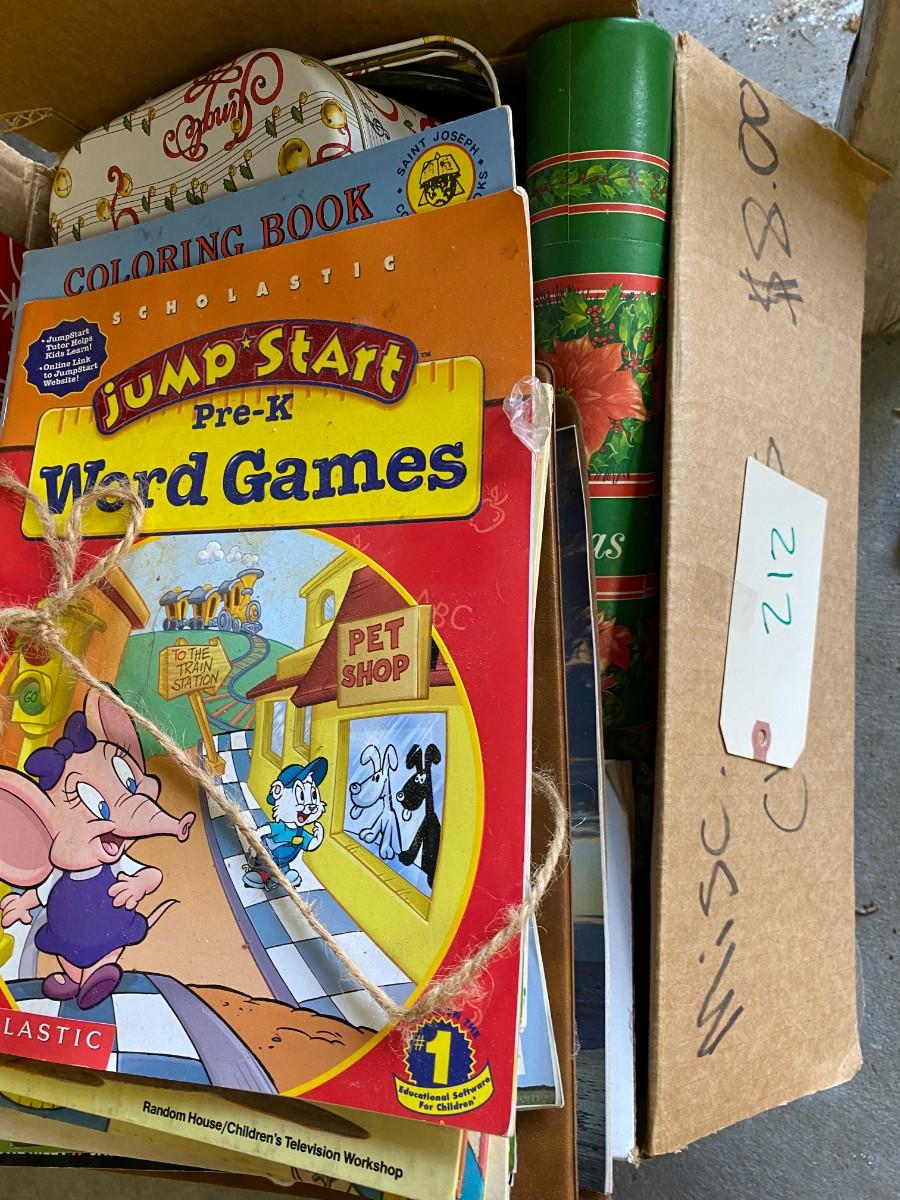 Jingle
SAINT JOSEPH
COLORING BOOK
SCHOLASTIC
• JumpStart
Tutor Helps
Kids Learn!
• Online Link
to JumpStart
Website!
JumpStart™
Pre-K
Word Games
ABC
PET
SHOP
TO THE
TRAIN
STATION
GO
LASTIC
#1
Educational Software
For Children*
Random House/Children's Television Workshop
as
$8.00
212
MISC.